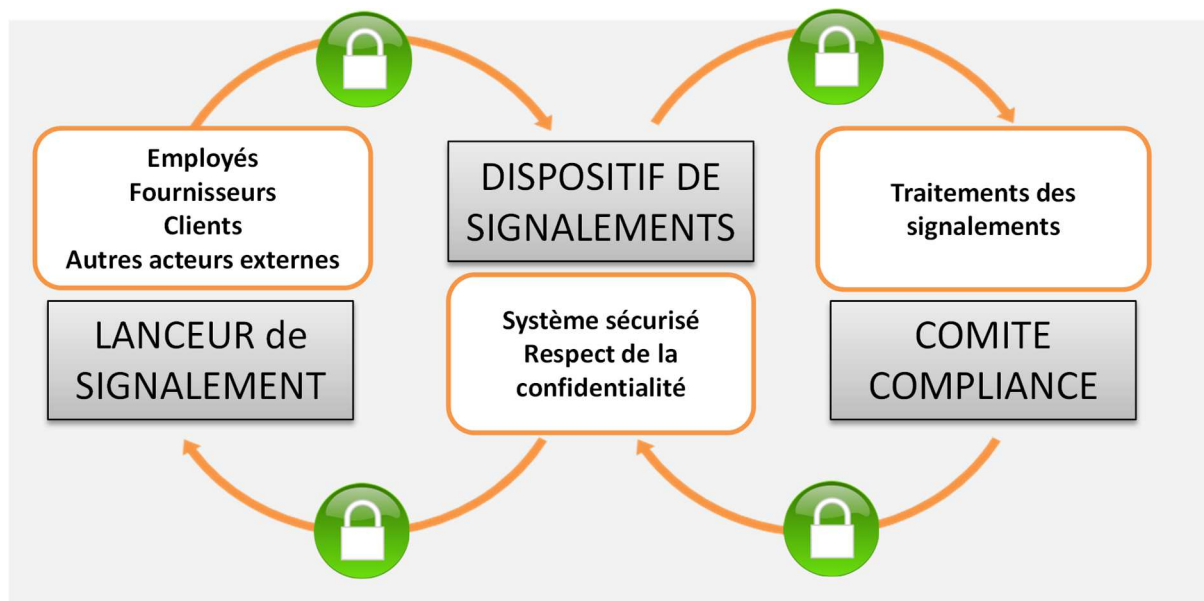 Employés
Fournisseurs
Clients
Autres acteurs externes
LANCEUR de
SIGNALEMENT
DISPOSITIF DE
SIGNALEMENTS
Système sécurisé
Respect de la
confidentialité
Traitements des
signalements
COMITE
COMPLIANCE